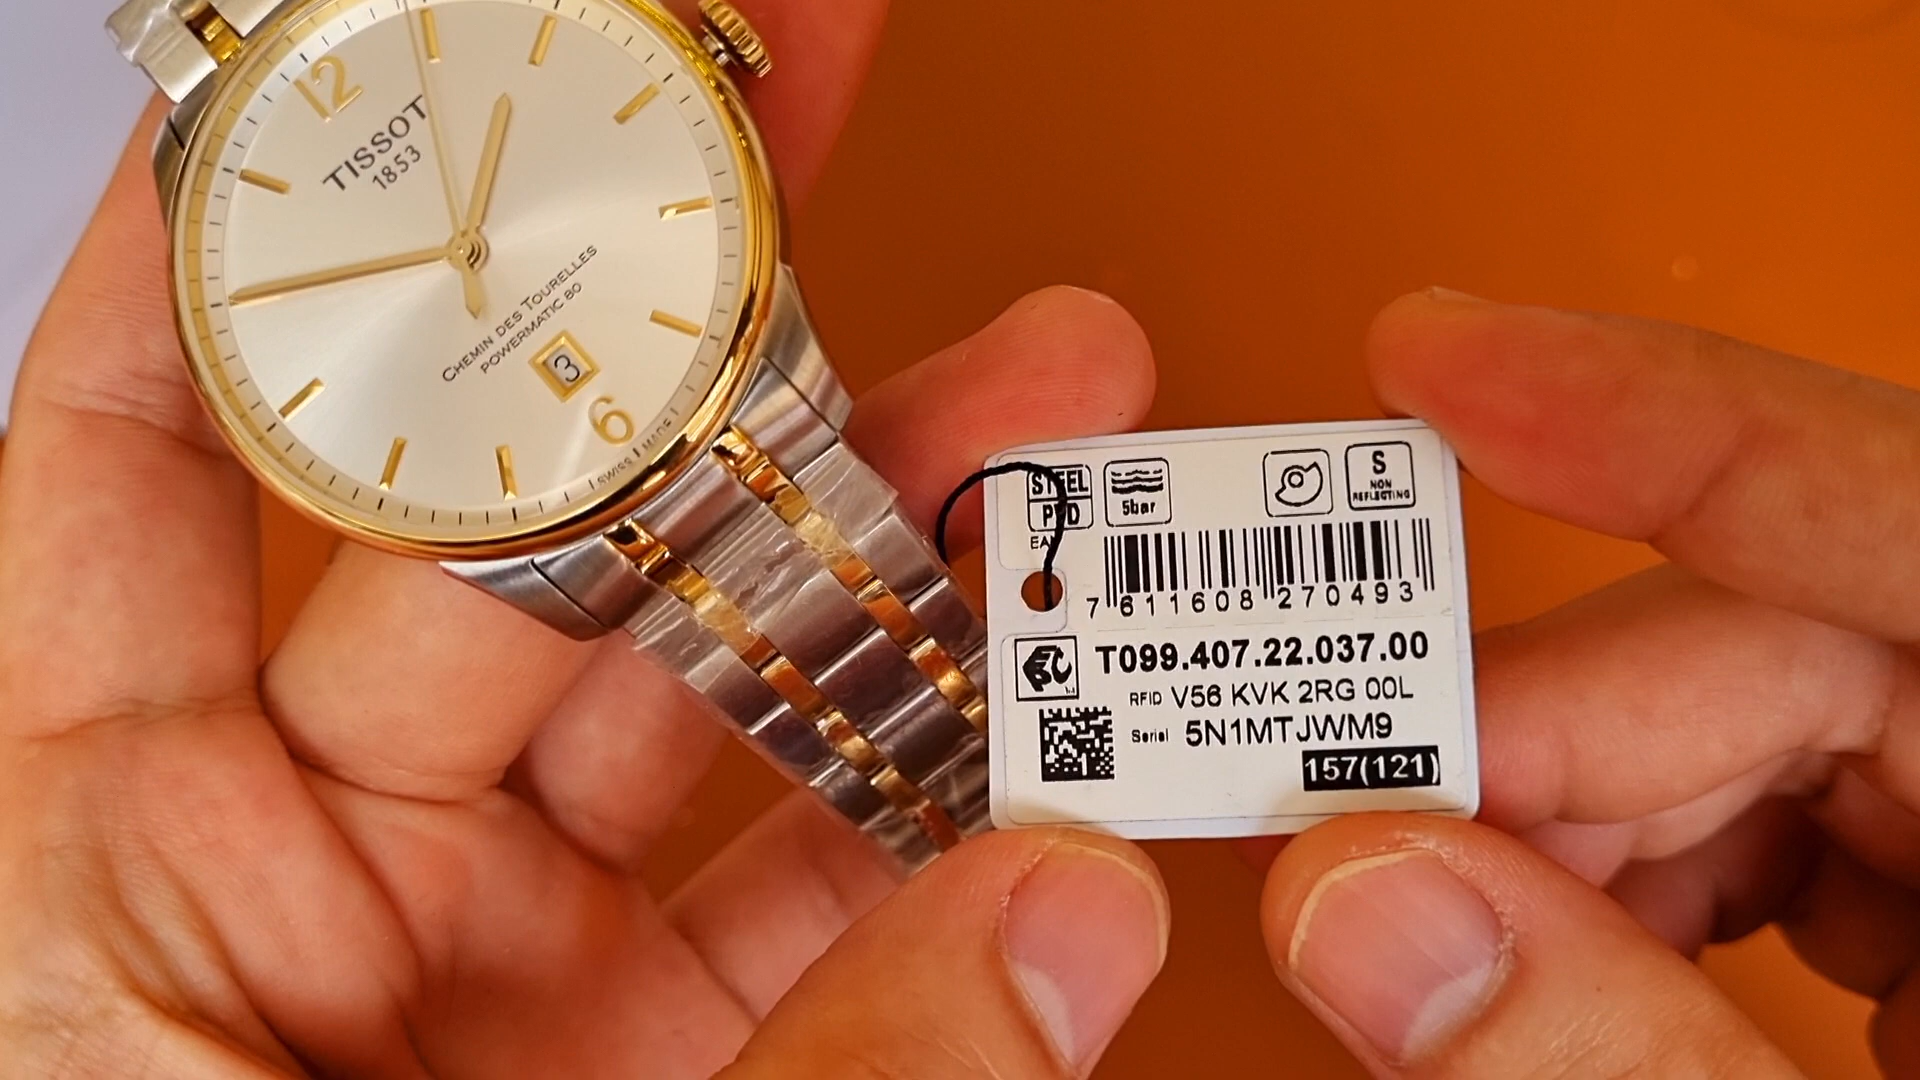 12
TISSOT
1853
CHEMIN DES TOURELLES
POWERMATIC 80
3
6
SWISS MADE
STEEL
PVD
5bar
S
NON
REFLECTING
EAN
7 611608 270493
T099.407.22.037.00
RFID V56 KVK 2RG 00L
Serial 5N1MTJWM9
157(121)